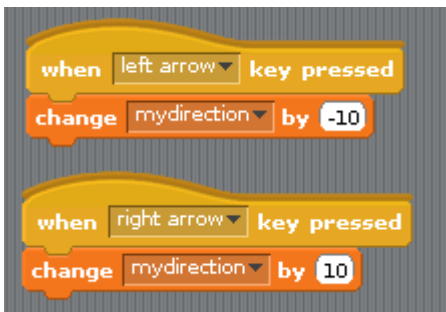 when left arrow key pressed
change mydirection by -10
when right arrow key pressed
change mydirection by 10